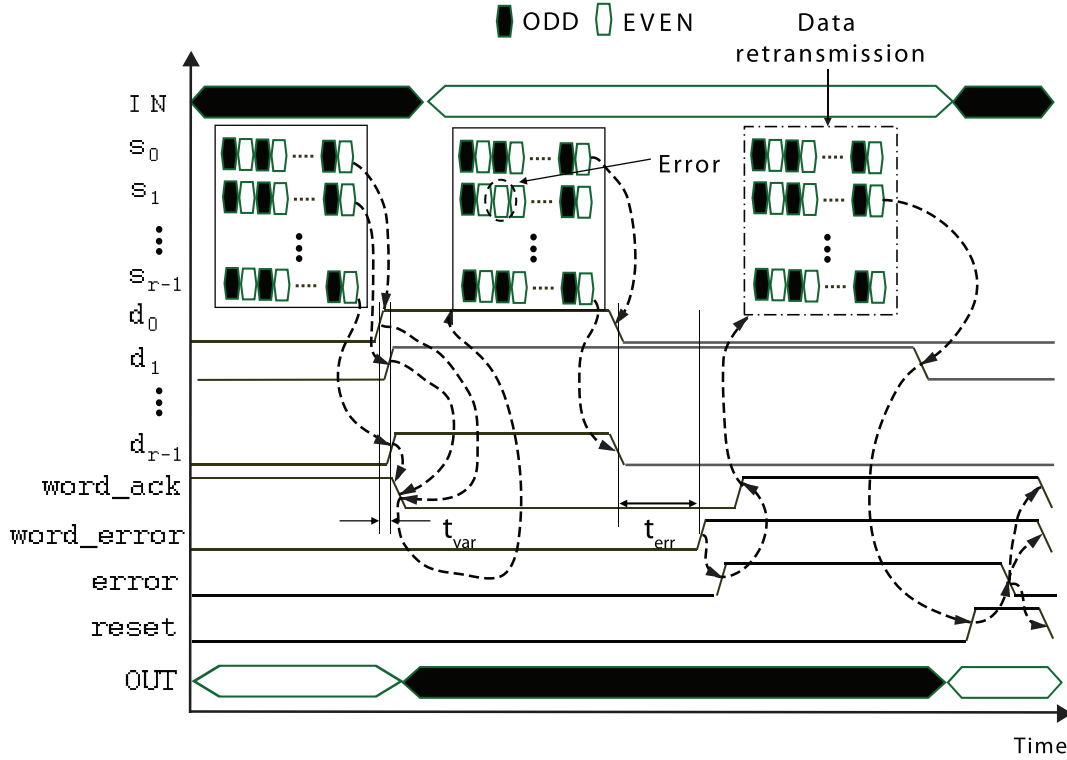 ODD EVEN
Data
retransmission
IN
s0
s1
Error
sr-1
d0
d1
dr-1
word_ack
tvar
terr
word_error
error
reset
OUT
Time